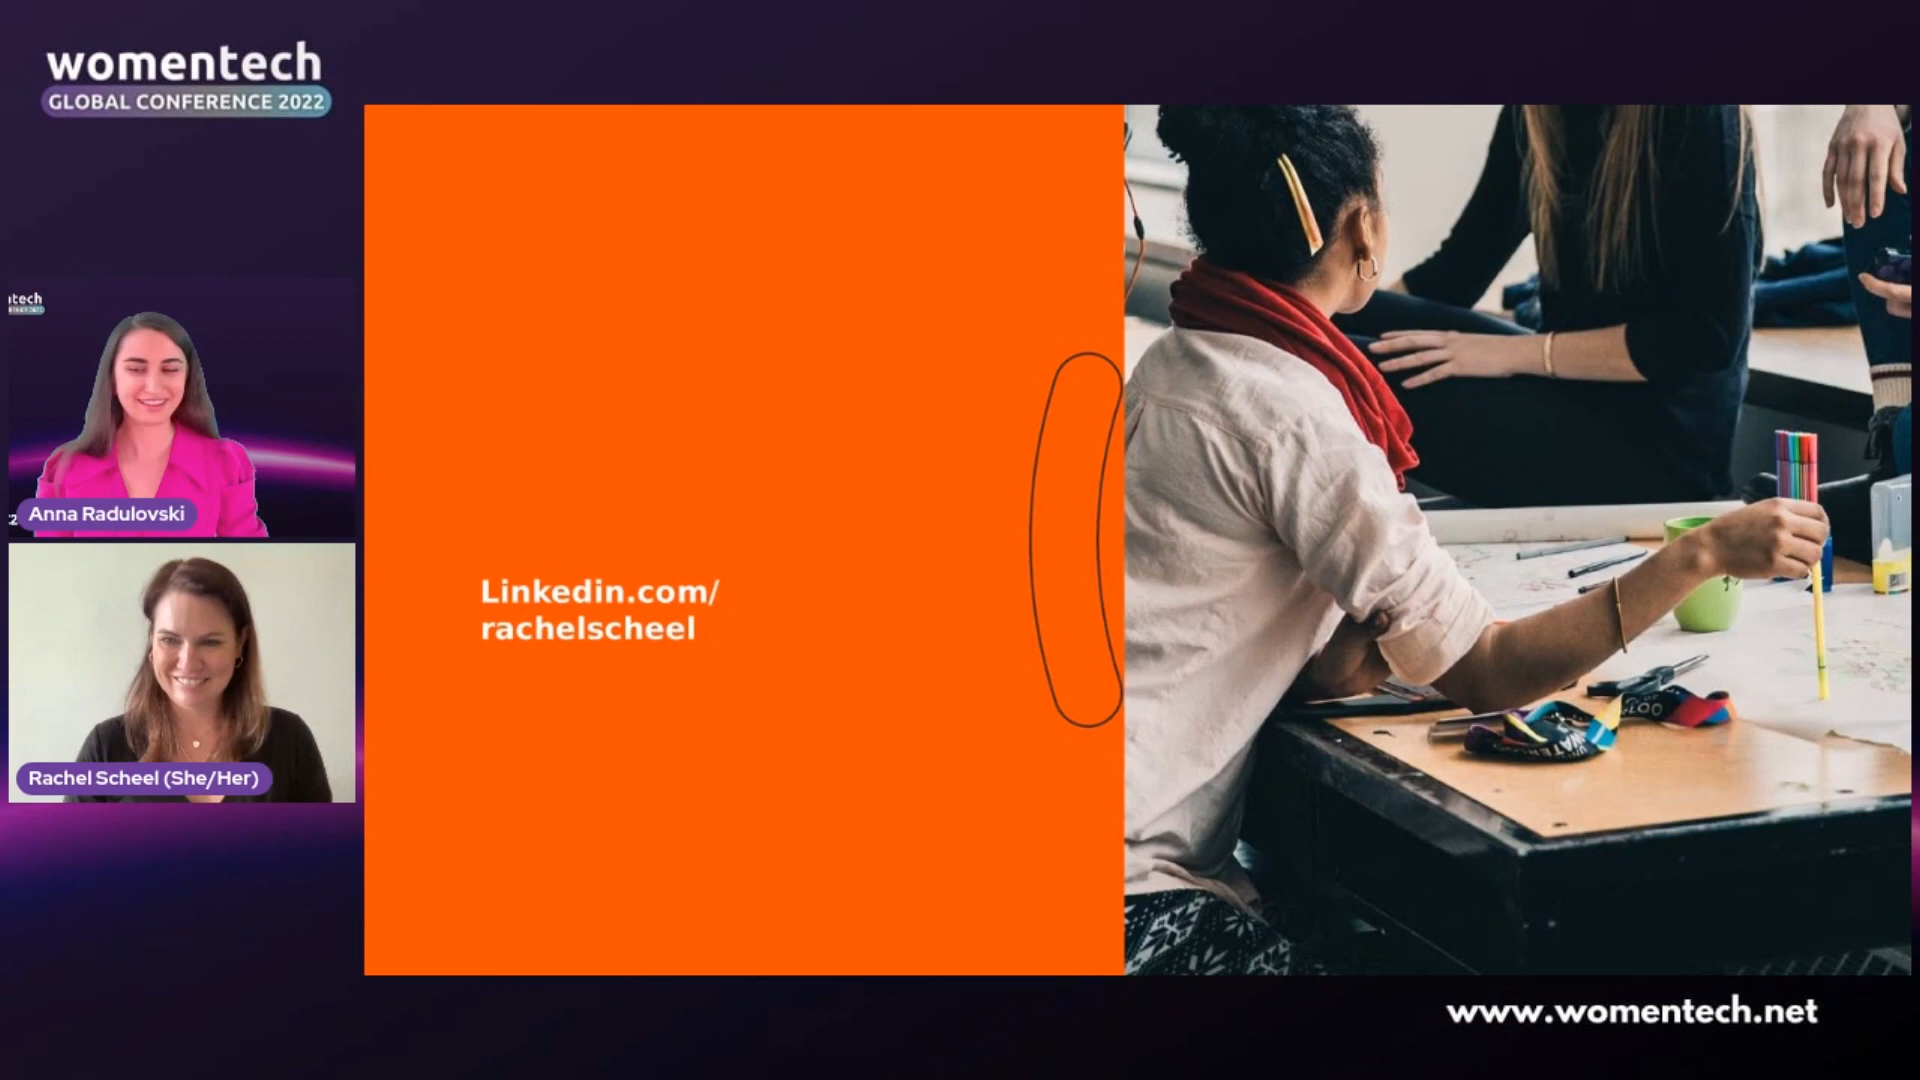 womentech
GLOBAL CONFERENCE 2022
Anna Radulovski
Rachel Scheel (She/Her)
Linkedin.com/
rachelscheel
www.womentech.net